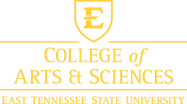 E
COLLEGE of
ARTS & SCIENCES
EAST TENNESSEE STATE UNIVERSITY